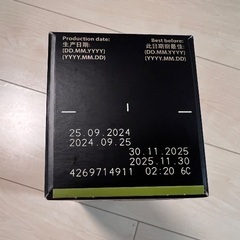 Production date:
生产日期:
(DD.MM,YYYY)
(YYYY,MM.DD)
Best before:
此日期前最佳:
(DD.MM,YYYY)
(YYYY,MM.DD)
25.09.2024
2024.09.25
30.11.2025
2025.11.30
4269714911 02:20 6C